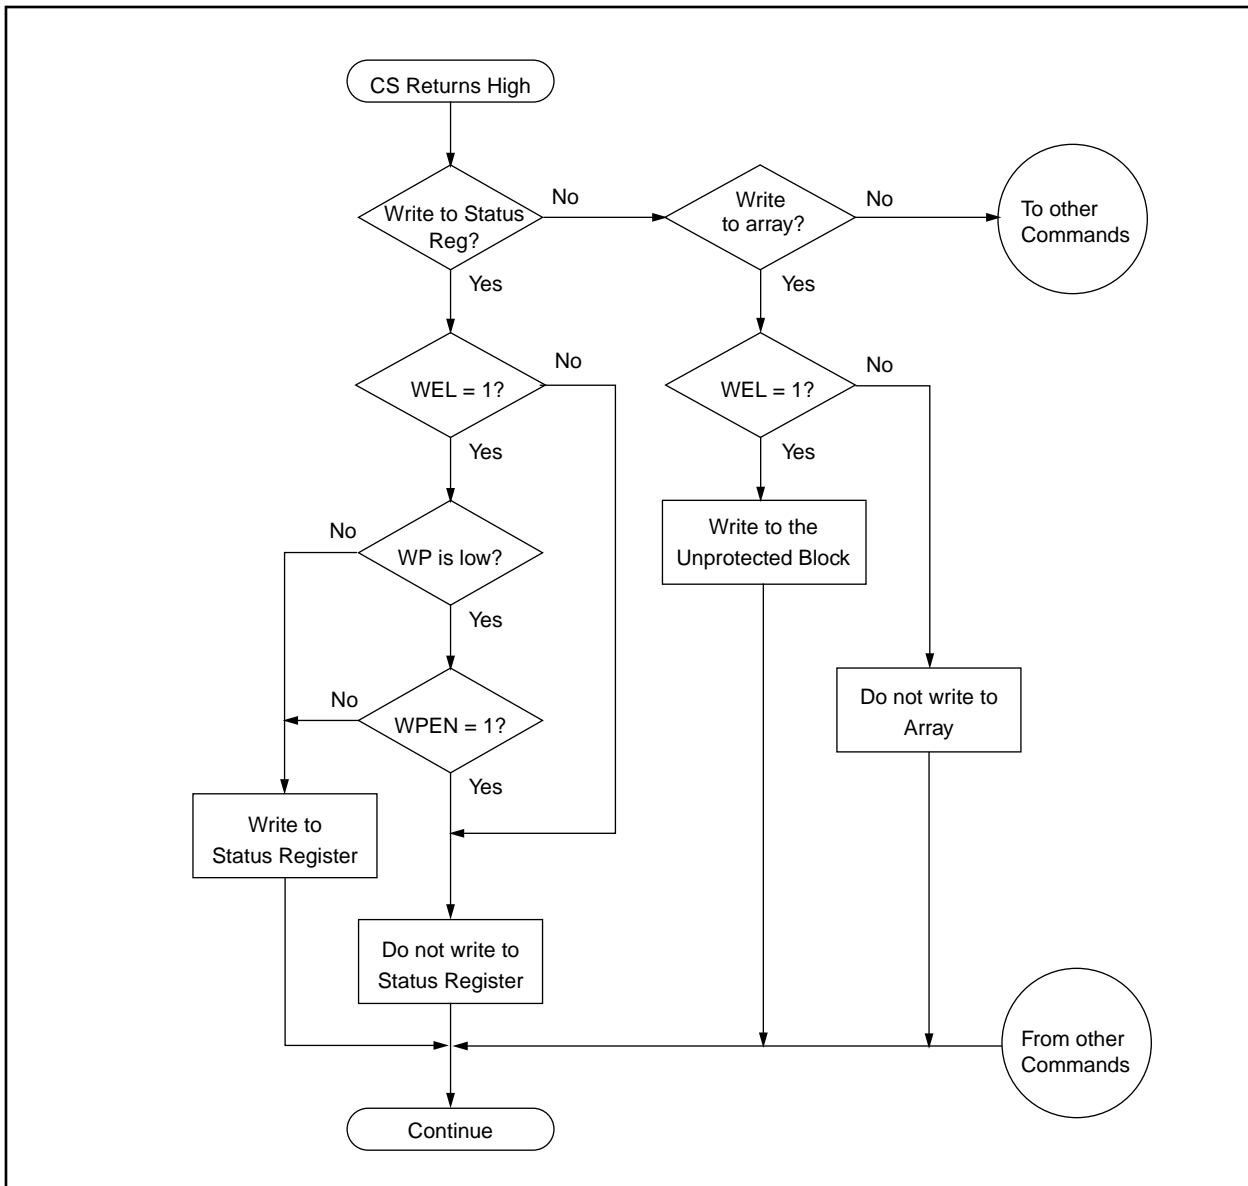 CS Returns High
Write to Status
Reg?
No
Write
to array?
No
To other
Commands
Yes
Yes
WEL = 1?
No
WEL = 1?
No
Yes
Yes
Write to the
Unprotected Block
No
WP is low?
Yes
No
WPEN = 1?
Do not write to
Array
Yes
Write to
Status Register
Do not write to
Status Register
From other
Commands
Continue